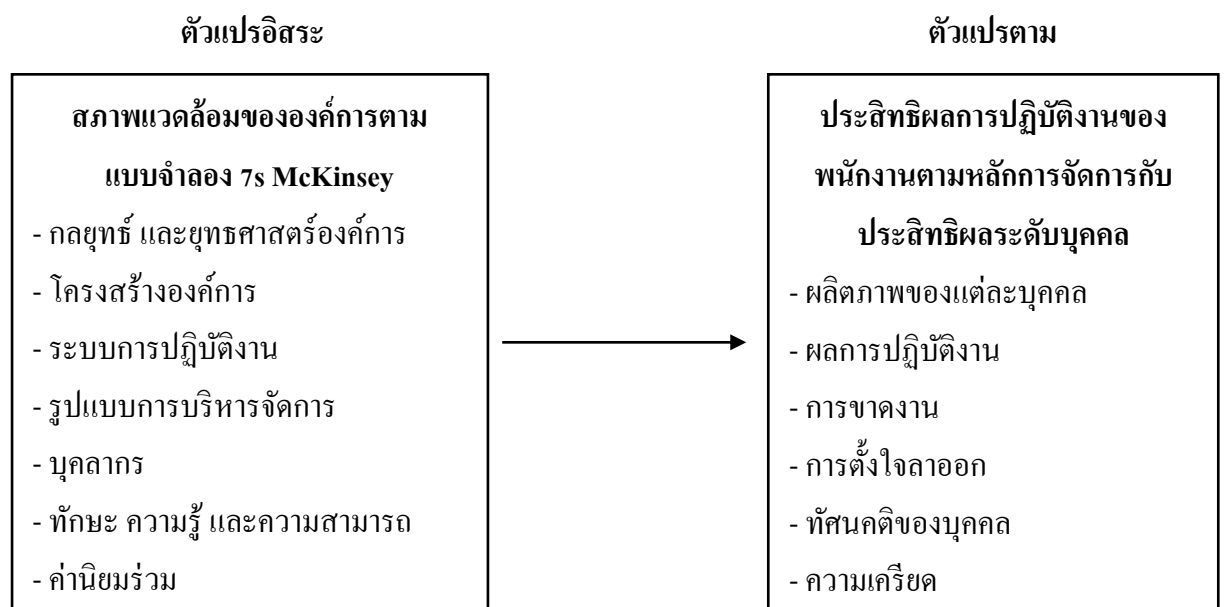 ตัวแปรอิสระ
สภาพแวดล้อมขององค์การตาม
แบบจำลอง 7s McKinsey
- กลยุทธ์ และยุทธศาสตร์องค์การ
- โครงสร้างองค์การ
- ระบบการปฏิบัติงาน
- รูปแบบการบริหารจัดการ
- บุคลากร
- ทักษะ ความรู้ และความสามารถ
- ค่านิยมร่วม
ตัวแปรตาม
ประสิทธิผลการปฏิบัติงานของ
พนักงานตามหลักการจัดการกับ
ประสิทธิผลระดับบุคคล
- ผลิตภาพของแต่ละบุคคล
- ผลการปฏิบัติงาน
- การขาดงาน
- การตั้งใจลาออก
- ทัศนคติของบุคคล
- ความเครียด